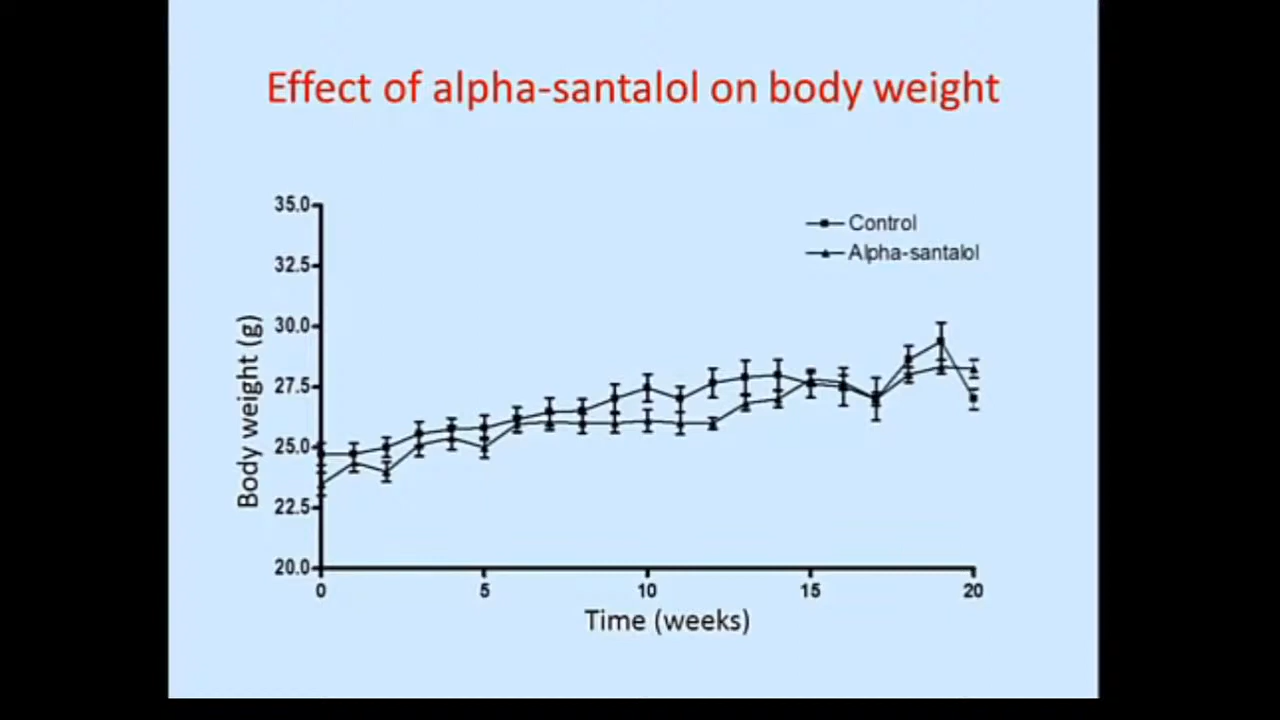 Effect of alpha-santalol on body weight
35.0
32.5
30.0
27.5
25.0
22.5
20.0
Body weight (g)
Control
Alpha-santalol
0 5 10 15 20
Time (weeks)